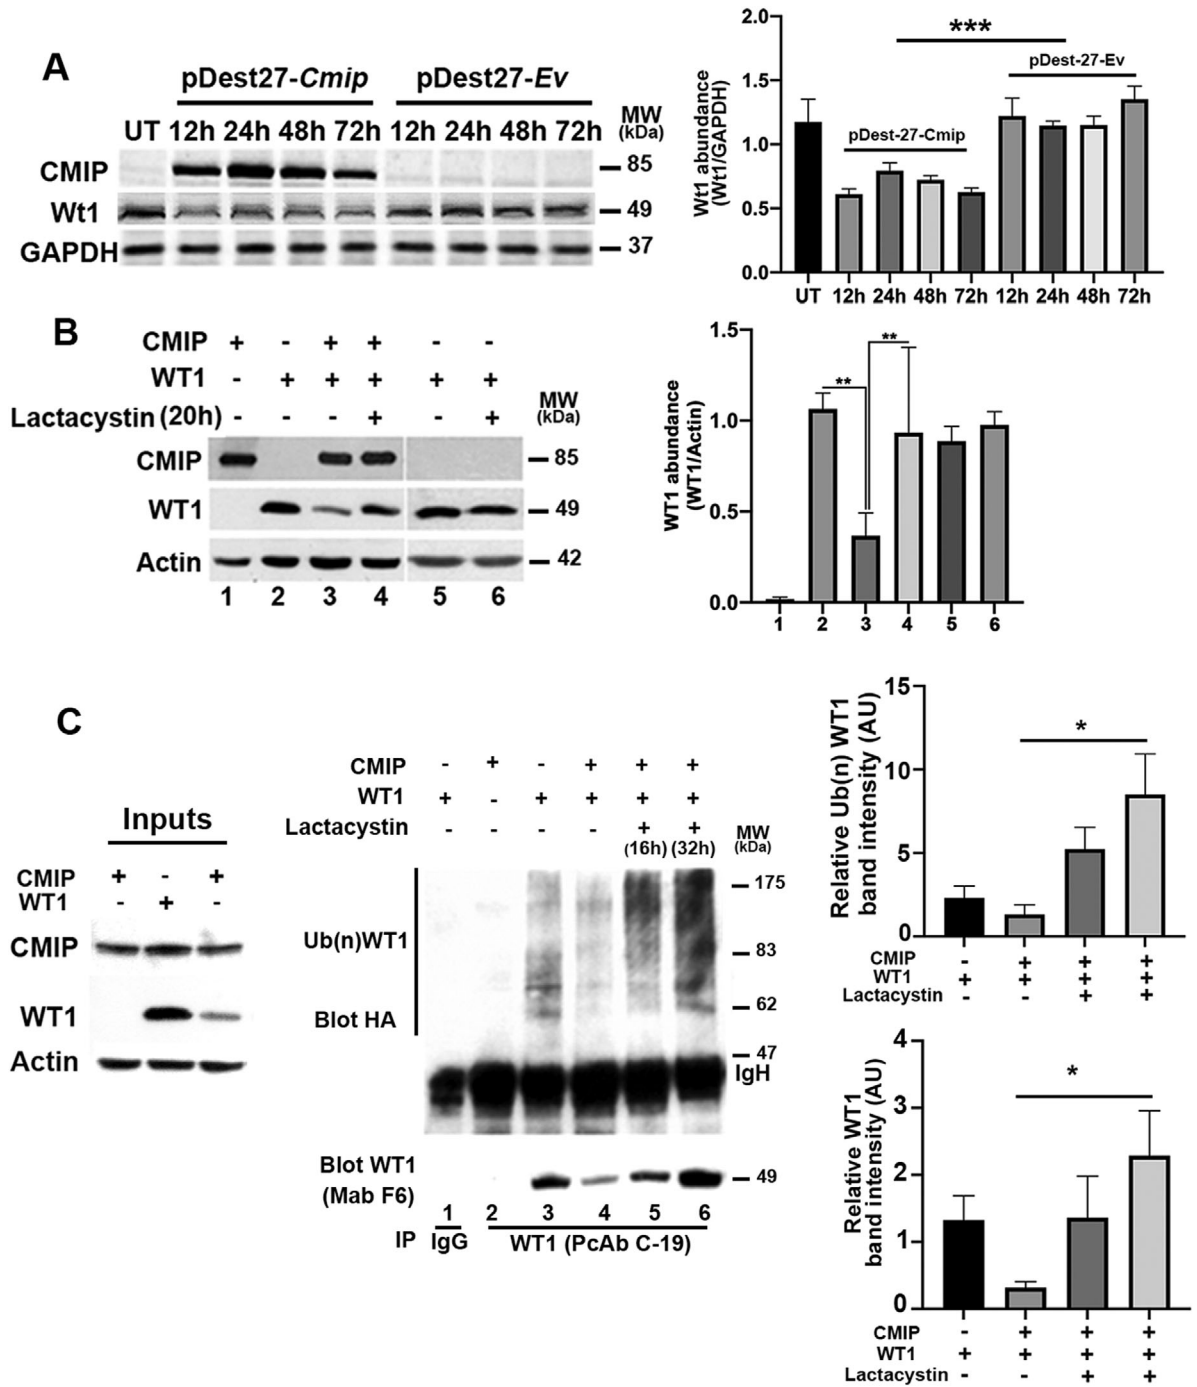 A
pDest27-Cmip pDest27-Ev
UT 12h 24h 48h 72h 12h 24h 48h 72h
MW
(kDa)
CMIP
85
Wt1
49
GAPDH
37
Wt1 abundance
(Wt1/GAPDH)
2.0
1.5
1.0
0.5
0.0
***
pDest-27-Ev
pDest-27-Cmip
UT 12h 24h 48h 72h 12h 24h 48h 72h
B
CMIP + - + + - -
WT1 - + + + + +
Lactacystin (20h) - - - + - +
MW
(kDa)
CMIP
85
WT1
49
Actin
42
1 2 3 4 5 6
WT1 abundance
(WT1/Actin)
1.5
1.0
0.5
0.0
**
**
1 2 3 4 5 6
C
Inputs
CMIP + - +
WT1 - + +
CMIP
WT1
Actin
CMIP - + - + + +
WT1 + - + + + +
Lactacystin - - - - + +
(16h) (32h)
MW
(kDa)
175
Ub(n)WT1
83
Blot HA
62
47
IgH
Blot WT1
(Mab F6)
49
1 2 3 4 5 6
IP IgG WT1 (PcAb C-19)
Relative Ub(n) WT1
band intensity (AU)
15
10
5
0
*
CMIP - + + +
WT1 + + + +
Lactacystin - - + +
Relative WT1
band intensity (AU)
4
3
2
1
0
*
CMIP - + + +
WT1 + + + +
Lactacystin - - + +